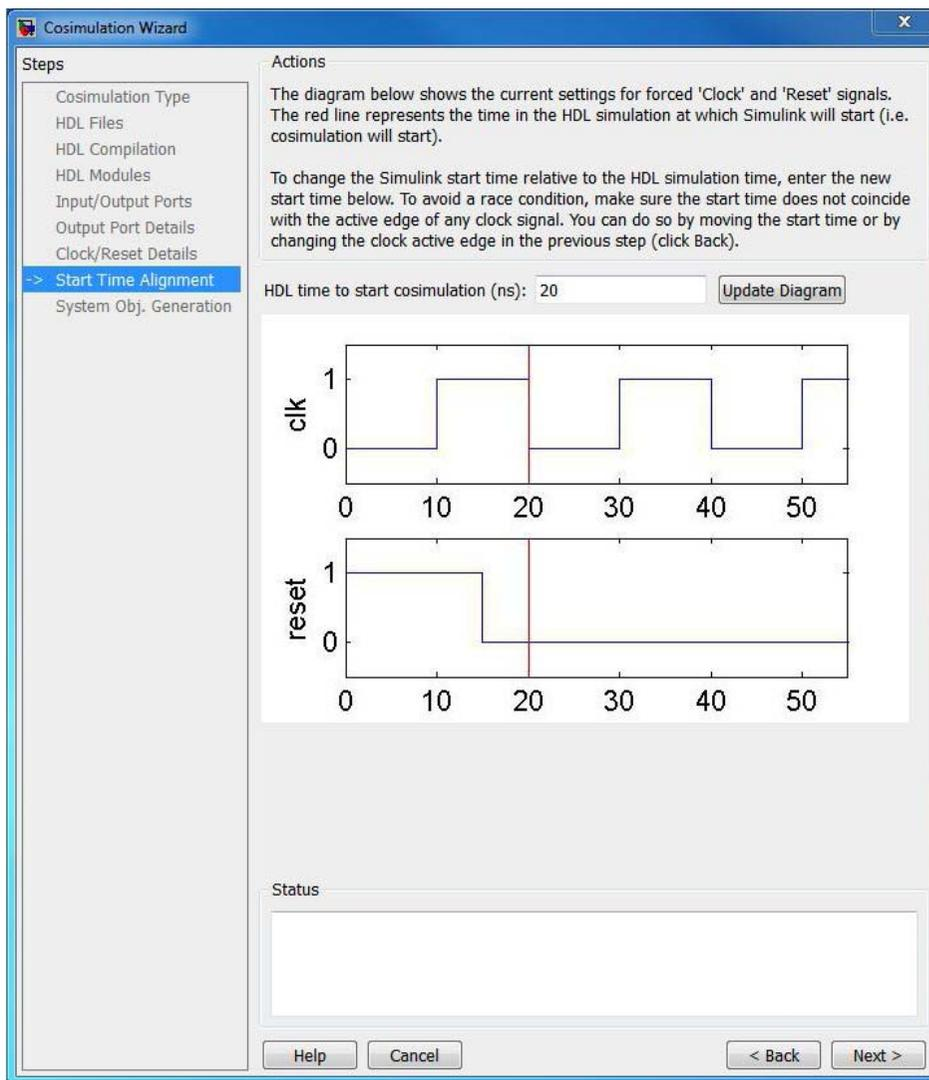 Cosimulation Wizard
x
Steps
Cosimulation Type
HDL Files
HDL Compilation
HDL Modules
Input/Output Ports
Output Port Details
Clock/Reset Details
-> Start Time Alignment
System Obj. Generation
Actions
The diagram below shows the current settings for forced 'Clock' and 'Reset' signals.
The red line represents the time in the HDL simulation at which Simulink will start (i.e.
cosimulation will start).
To change the Simulink start time relative to the HDL simulation time, enter the new
start time below. To avoid a race condition, make sure the start time does not coincide
with the active edge of any clock signal. You can do so by moving the start time or by
changing the clock active edge in the previous step (click Back).
HDL time to start cosimulation (ns): 20 Update Diagram
clk
1
0
0 10 20 30 40 50
reset
1
0
0 10 20 30 40 50
Status
Help Cancel < Back Next >